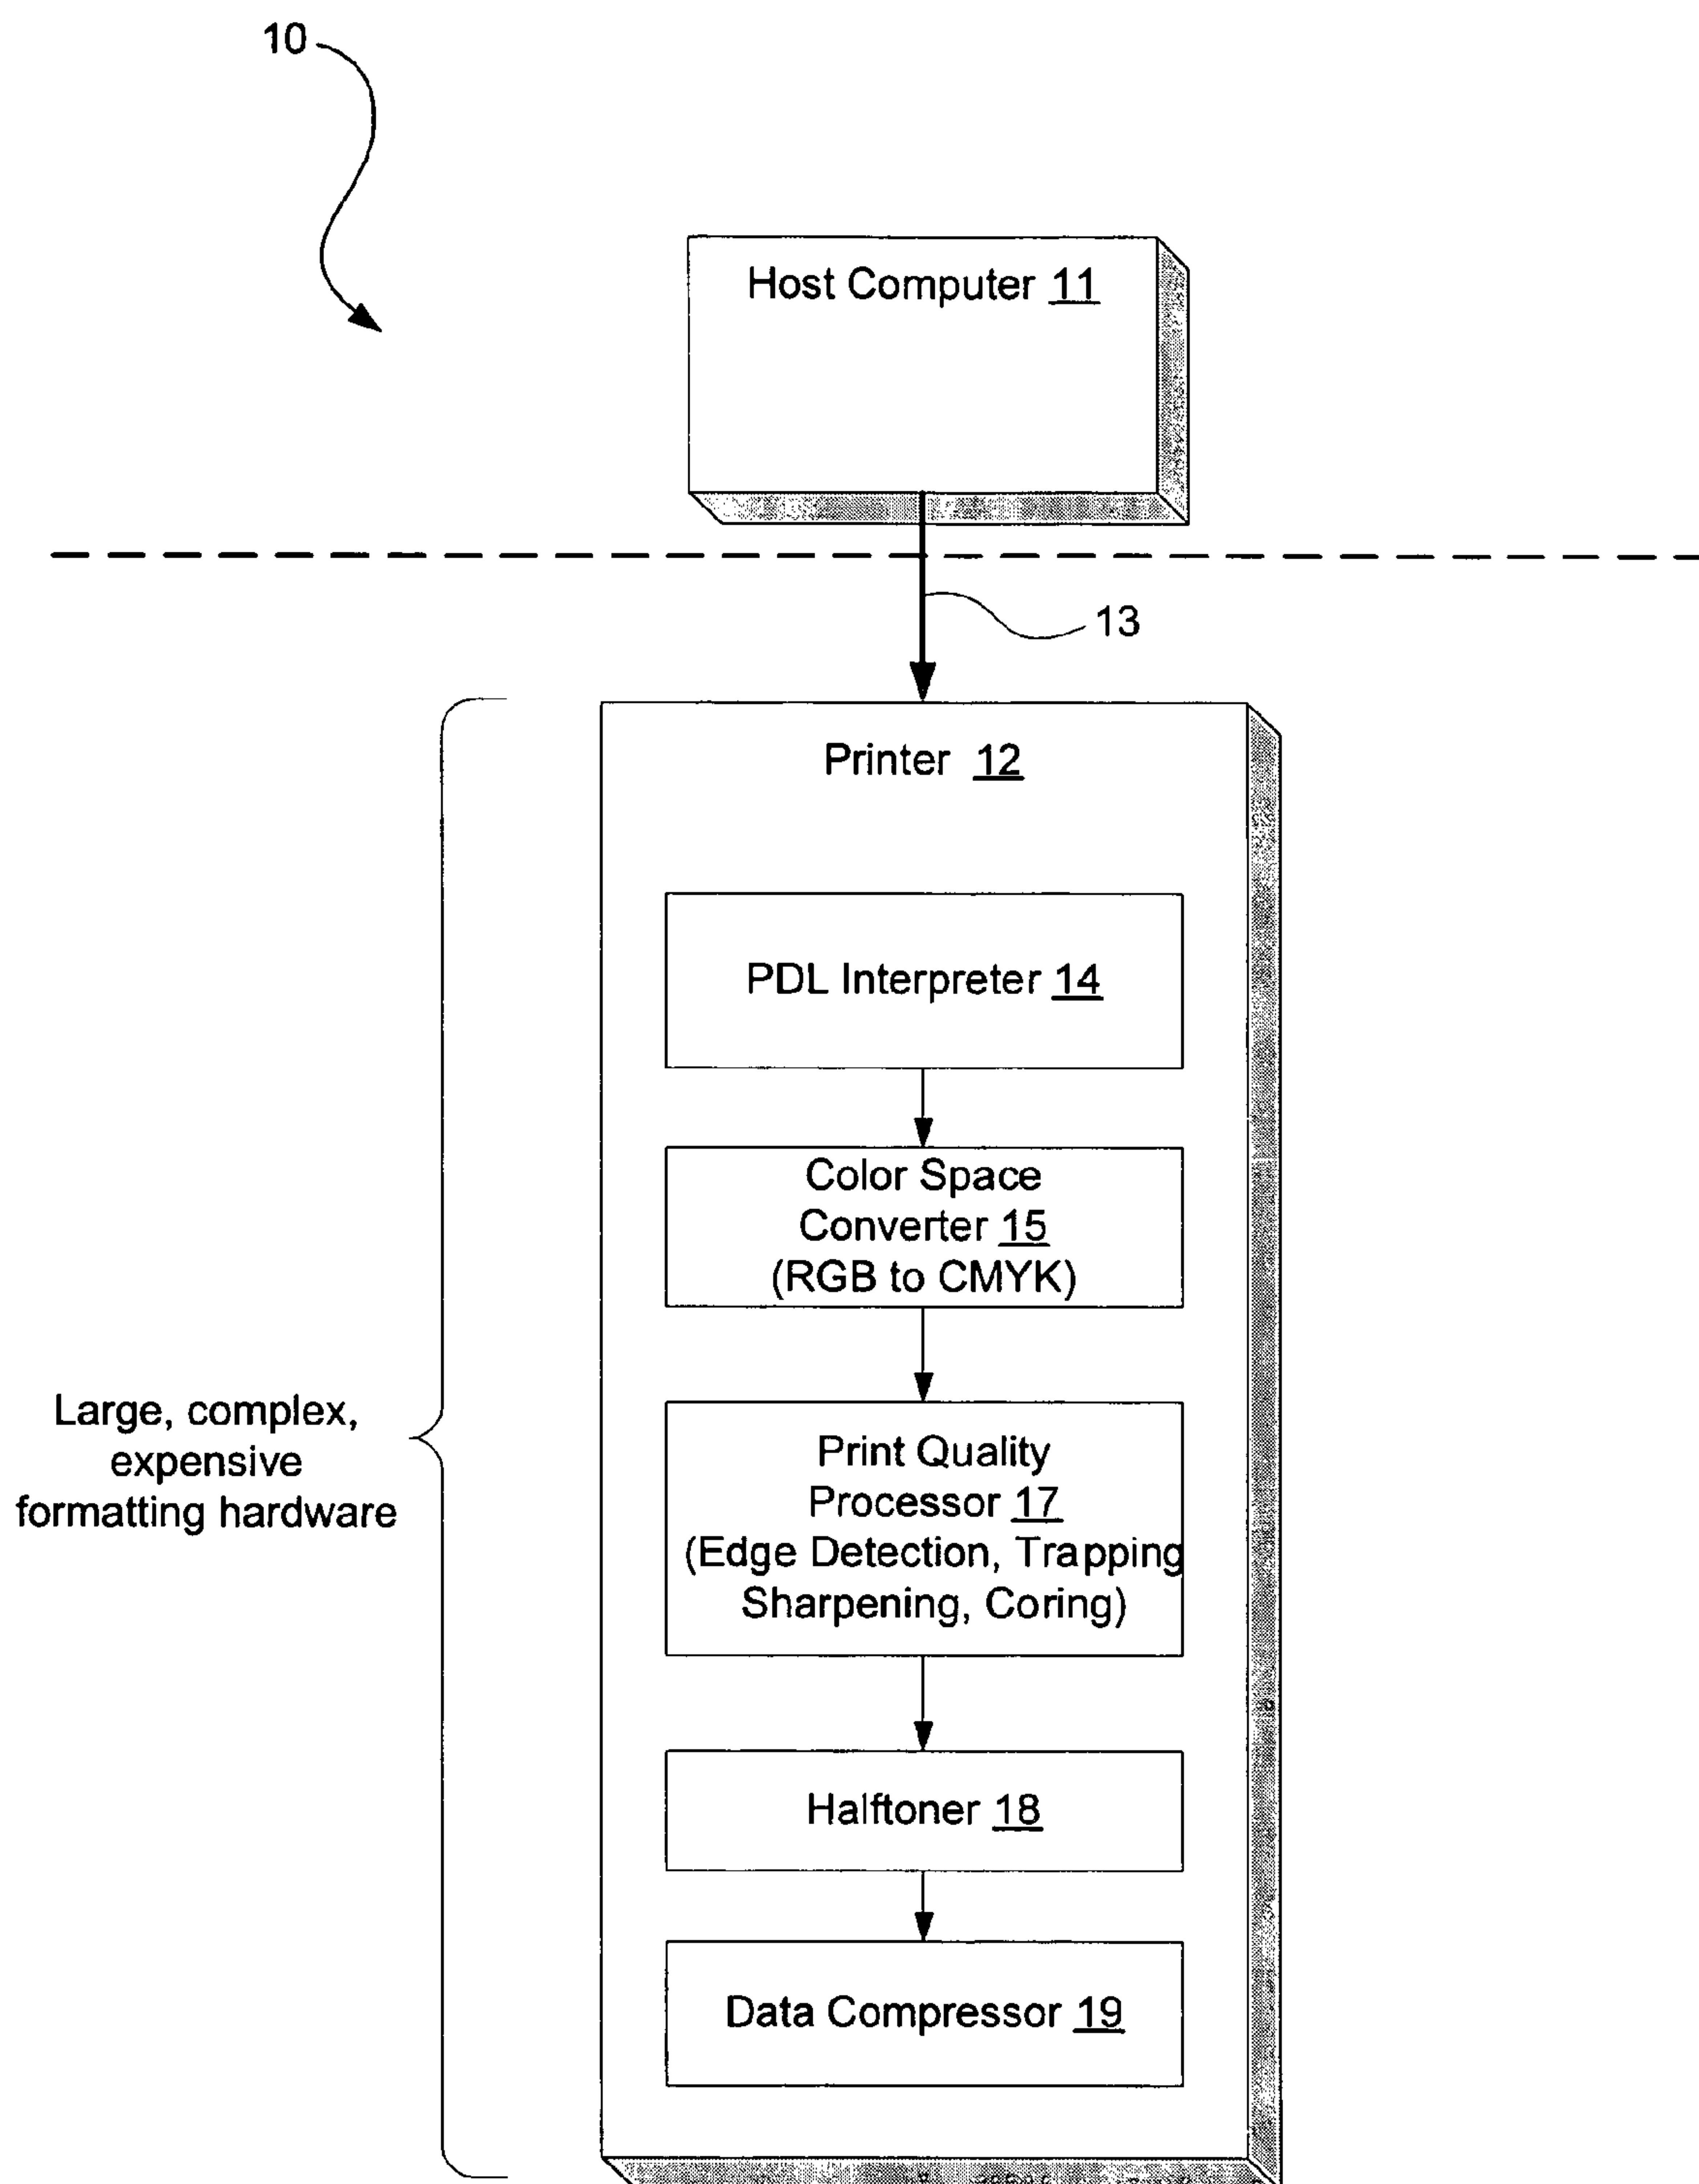 10
Host Computer 11
13
Printer 12
PDL Interpreter 14
Color Space
Converter 15
(RGB to CMYK)
Large, complex,
expensive
formatting hardware
Print Quality
Processor 17
(Edge Detection, Trapping
Sharpening, Coring)
Halftoner 18
Data Compressor 19